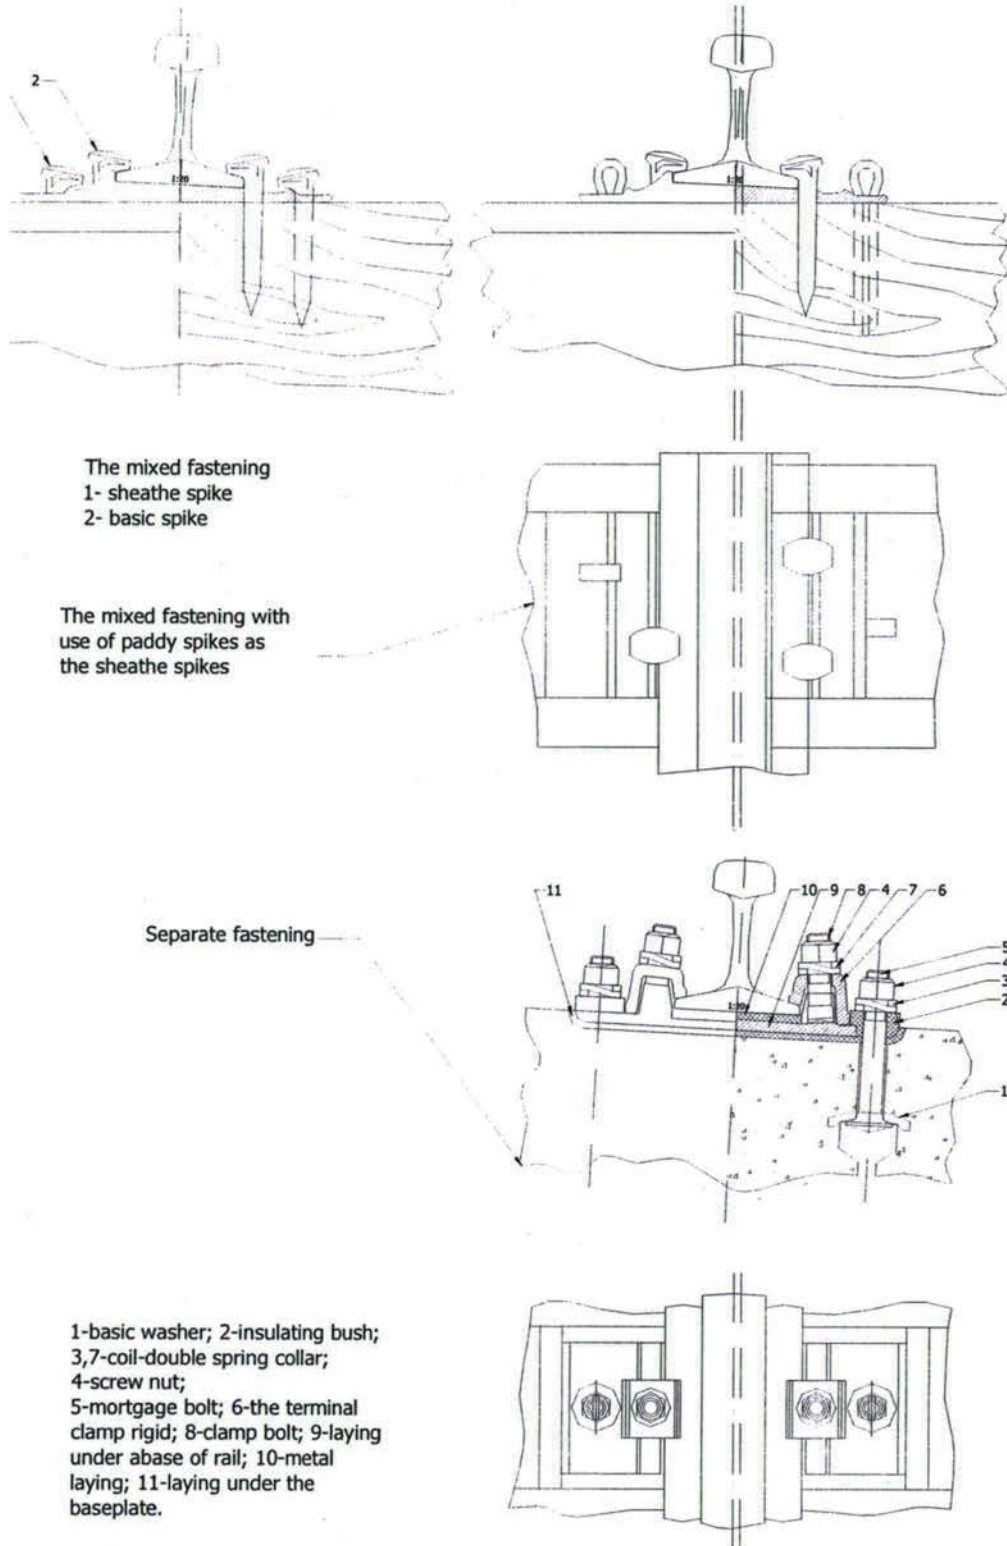 2
1:20
1:20
The mixed fastening
1- sheathe spike
2- basic spike
The mixed fastening with
use of paddy spikes as
the sheathe spikes
11
10 9 8 4 7 6
Separate fastening
5
2
3
2
1:20
1
1-basic washer; 2-insulating bush;
3,7-coil-double spring collar;
4-screw nut;
5-mortgage bolt; 6-the terminal
clamp rigid; 8-clamp bolt; 9-laying
under abase of rail; 10-metal
laying; 11-laying under the
baseplate.